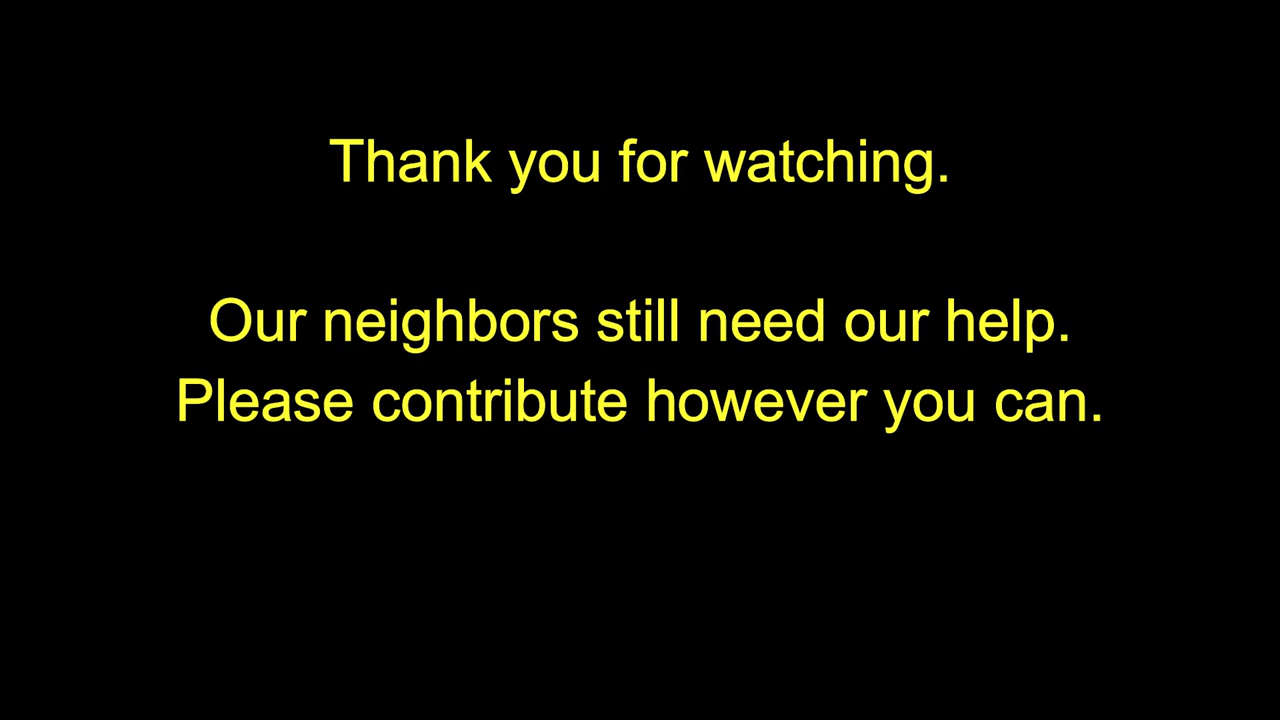 Thank you for watching.
Our neighbors still need our help.
Please contribute however you can.